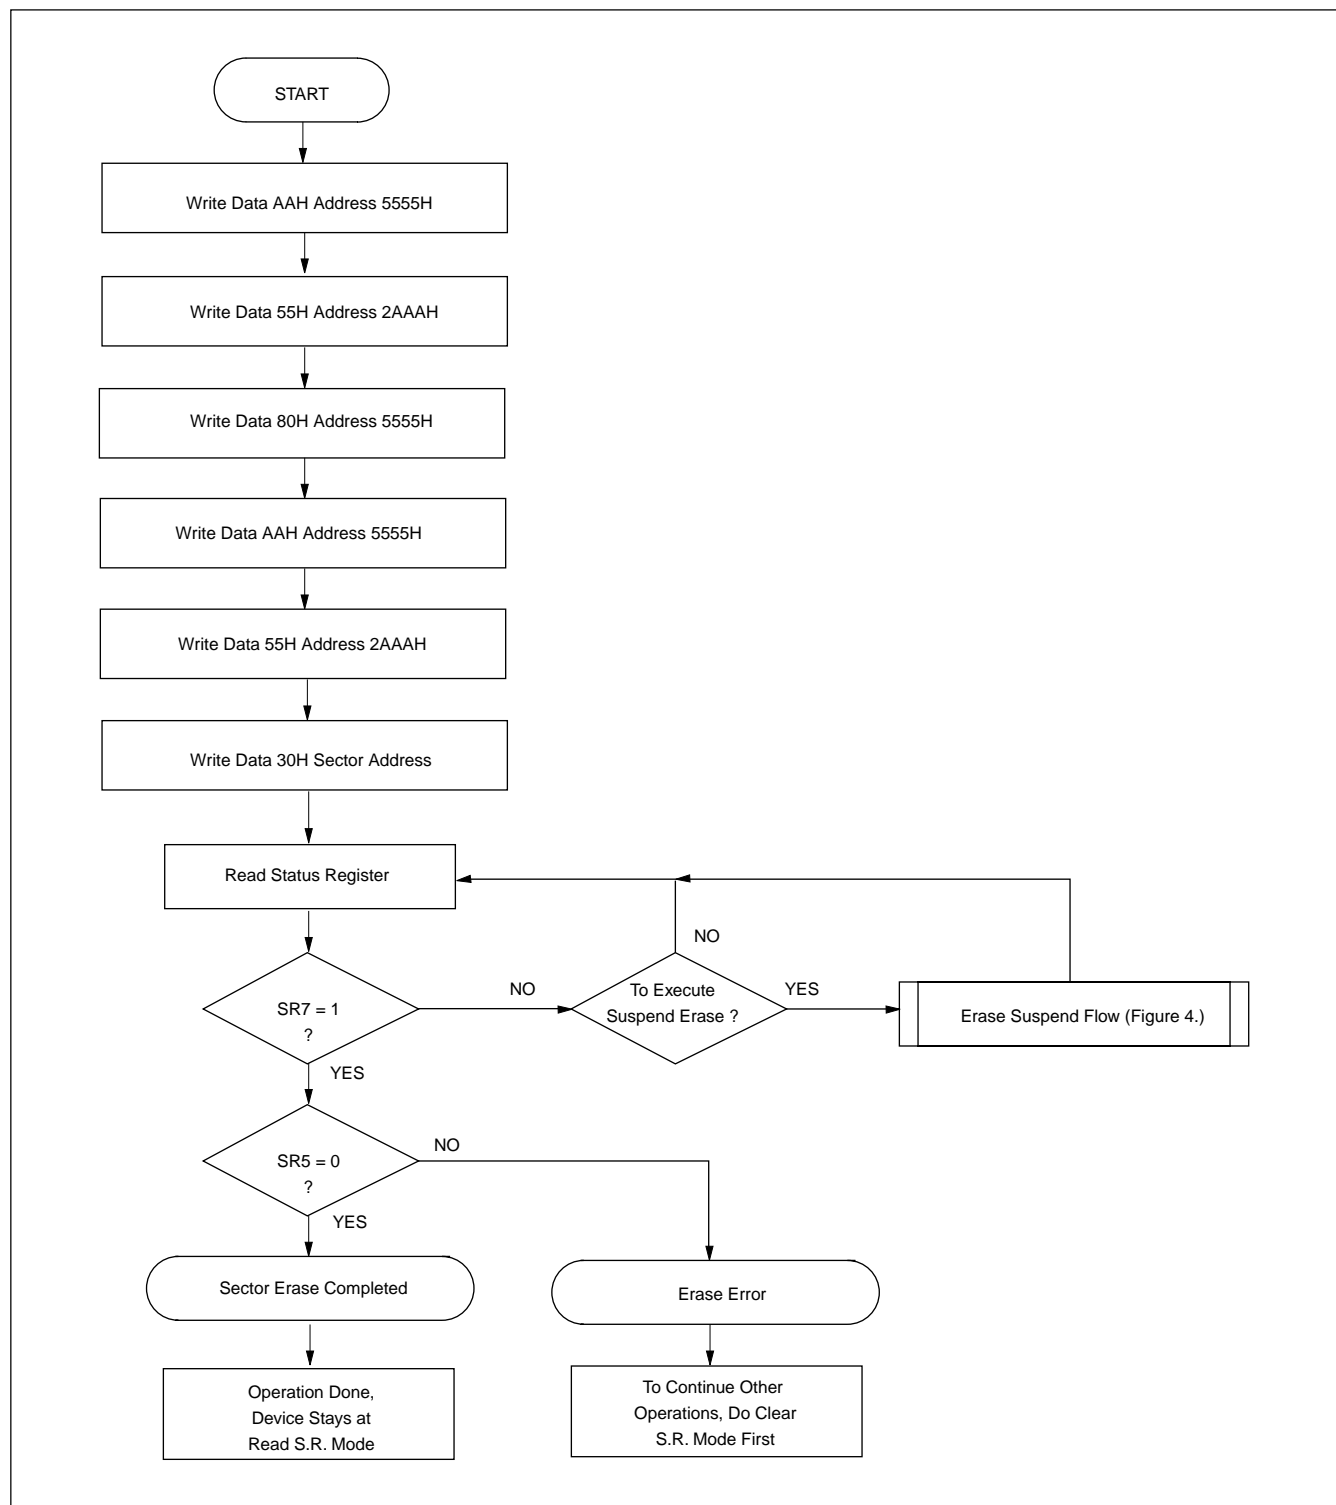 START
Write Data AAH Address 5555H
Write Data 55H Address 2AAAH
Write Data 80H Address 5555H
Write Data AAH Address 5555H
Write Data 55H Address 2AAAH
Write Data 30H Sector Address
Read Status Register
NO
SR7 = 1
?
NO
To Execute
Suspend Erase ?
YES
Erase Suspend Flow (Figure 4.)
YES
SR5 = 0
?
NO
YES
Sector Erase Completed
Erase Error
Operation Done,
Device Stays at
Read S.R. Mode
To Continue Other
Operations, Do Clear
S.R. Mode First